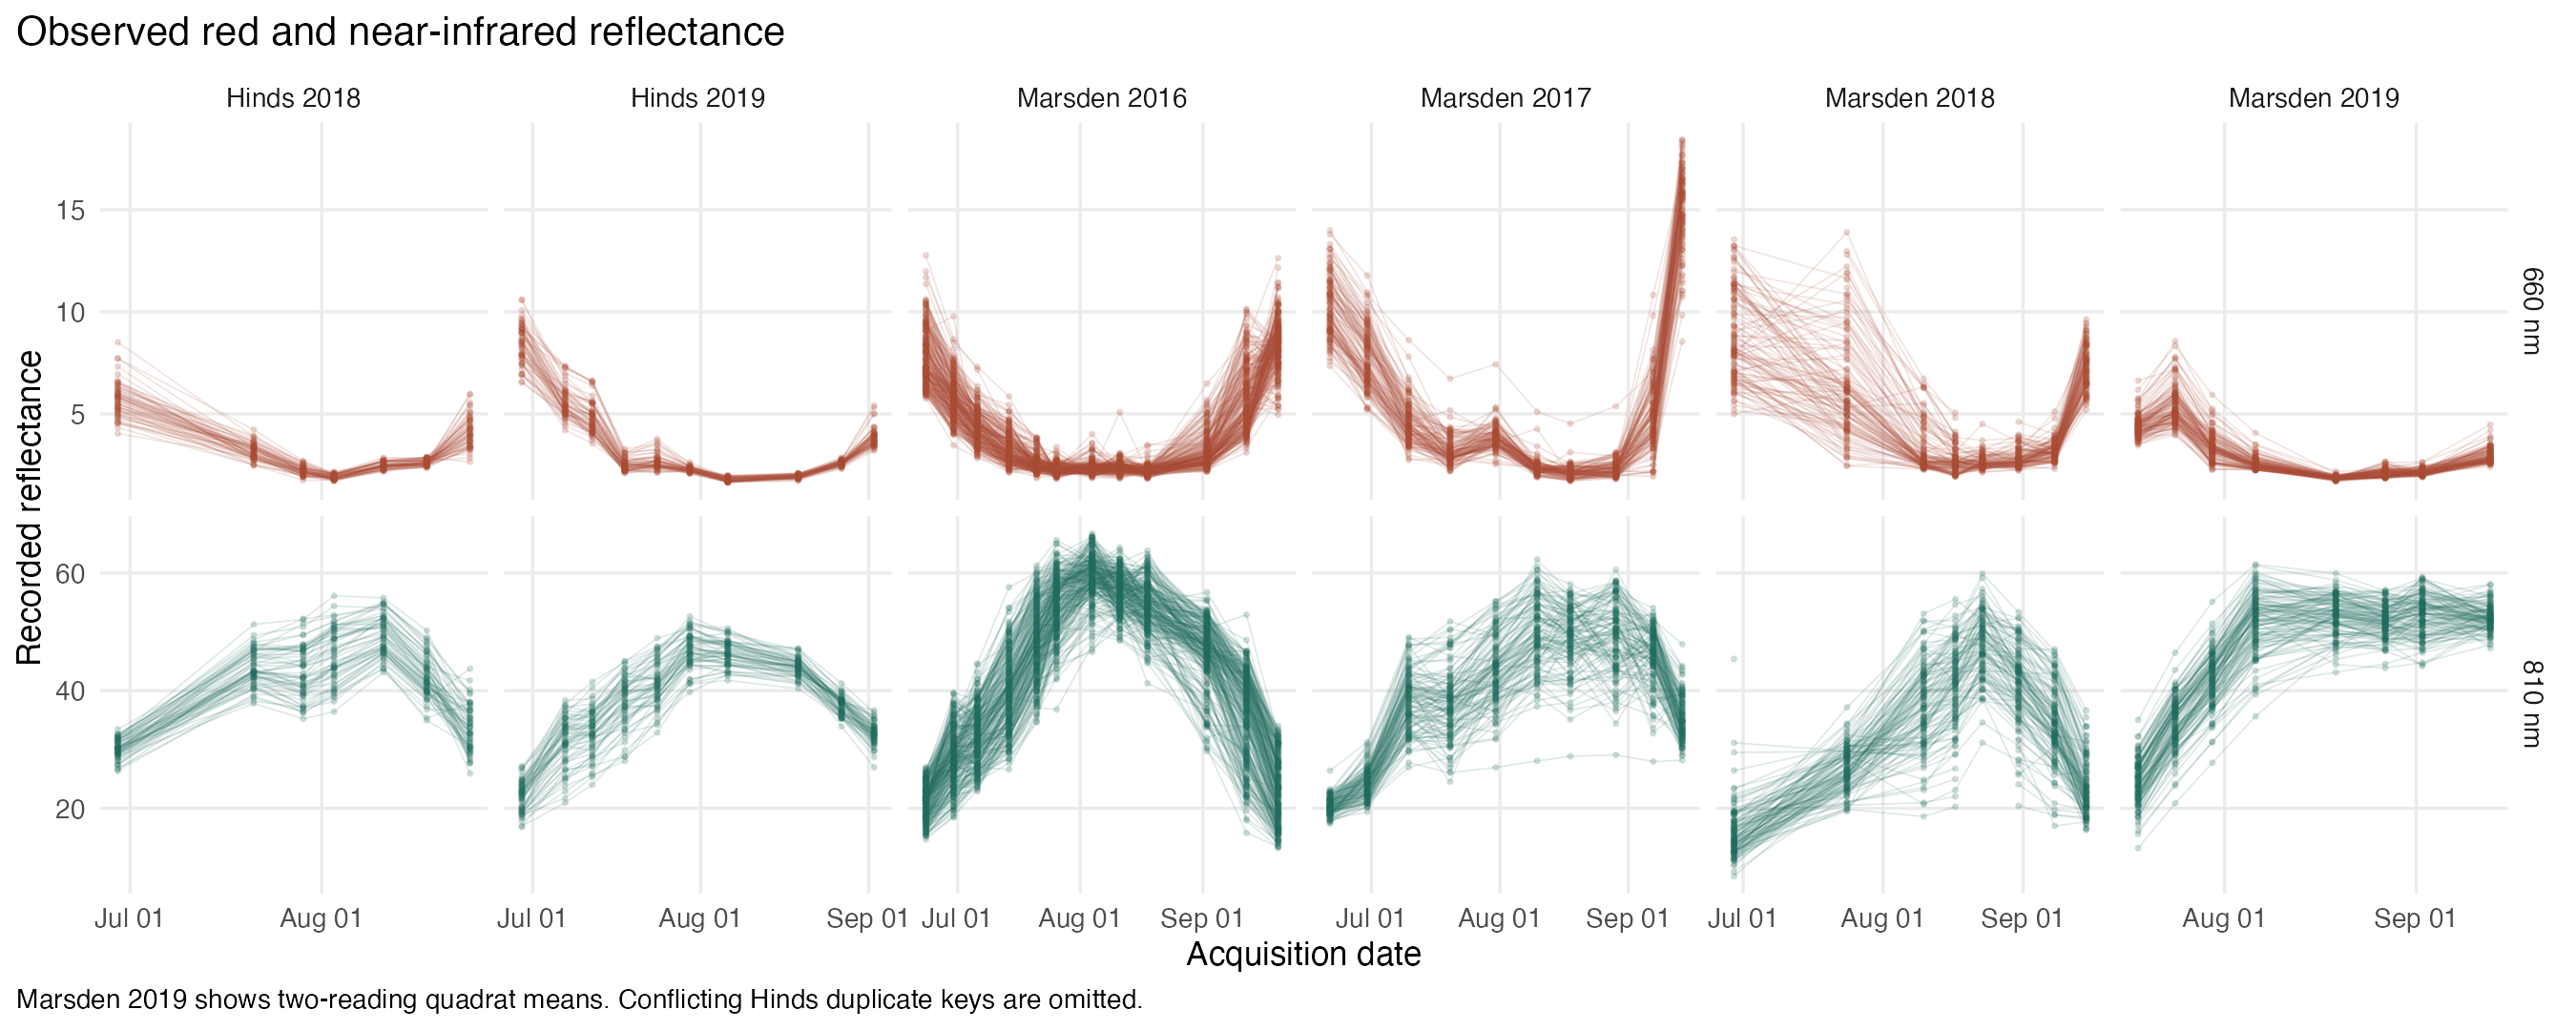 Observed red and near-infrared reflectance
Hinds 2018 Hinds 2019 Marsden 2016 Marsden 2017 Marsden 2018 Marsden 2019
15
10
5
660 nm
Recorded reflectance
60
40
20
810 nm
Jul 01 Aug 01 Jul 01 Aug 01 Sep 01 Jul 01 Aug 01 Sep 01 Jul 01 Aug 01 Sep 01 Jul 01 Aug 01 Sep 01 Aug 01 Sep 01
Acquisition date
Marsden 2019 shows two-reading quadrat means. Conflicting Hinds duplicate keys are omitted.